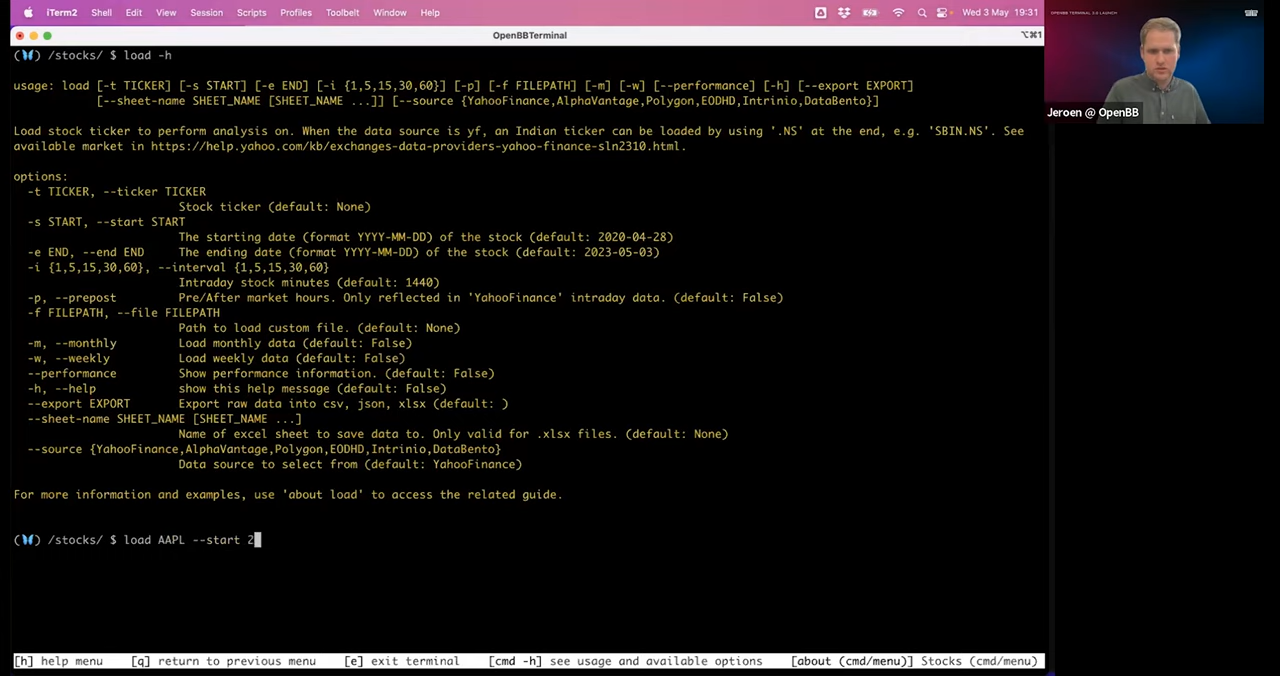 iTerm2 Shell Edit View Session Scripts Profiles Toolbelt Window Help Wed 3 May 19:31
OpenBBTerminal ⌥⌘1
OPENBB TERMINAL 3.0 LAUNCH
Jeroen @ OpenBB
(🦋) /stocks/ $ load -h
usage: load [-t TICKER] [-s START] [-e END] [-i {1,5,15,30,60}] [-p] [-f FILEPATH] [-m] [-w] [--performance] [-h] [--export EXPORT]
[--sheet-name SHEET_NAME [SHEET_NAME ...]] [--source {YahooFinance,AlphaVantage,Polygon,EODHD,Intrinio,DataBento}]
Load stock ticker to perform analysis on. When the data source is yf, an Indian ticker can be loaded by using '.NS' at the end, e.g. 'SBIN.NS'. See
available market in https://help.yahoo.com/kb/exchanges-data-providers-yahoo-finance-sln2310.html.
options:
-t TICKER, --ticker TICKER
Stock ticker (default: None)
-s START, --start START
The starting date (format YYYY-MM-DD) of the stock (default: 2020-04-28)
-e END, --end END The ending date (format YYYY-MM-DD) of the stock (default: 2023-05-03)
-i {1,5,15,30,60}, --interval {1,5,15,30,60}
Intraday stock minutes (default: 1440)
-p, --prepost Pre/After market hours. Only reflected in 'YahooFinance' intraday data. (default: False)
-f FILEPATH, --file FILEPATH
Path to load custom file. (default: None)
-m, --monthly Load monthly data (default: False)
-w, --weekly Load weekly data (default: False)
--performance Show performance information. (default: False)
-h, --help show this help message (default: False)
--export EXPORT Export raw data into csv, json, xlsx (default: )
--sheet-name SHEET_NAME [SHEET_NAME ...]
Name of excel sheet to save data to. Only valid for .xlsx files. (default: None)
--source {YahooFinance,AlphaVantage,Polygon,EODHD,Intrinio,DataBento}
Data source to select from (default: YahooFinance)
For more information and examples, use 'about load' to access the related guide.
(🦋) /stocks/ $ load AAPL --start 2
[h] help menu [q] return to previous menu [e] exit terminal [cmd -h] see usage and available options [about (cmd/menu)] Stocks (cmd/menu)